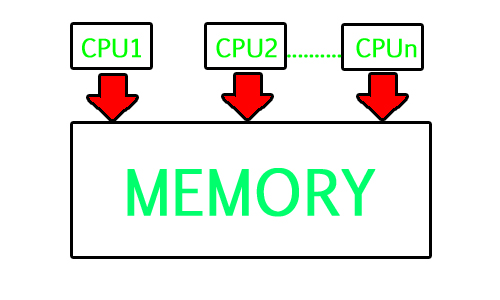 CPU1 CPU2 .......... CPUn
MEMORY